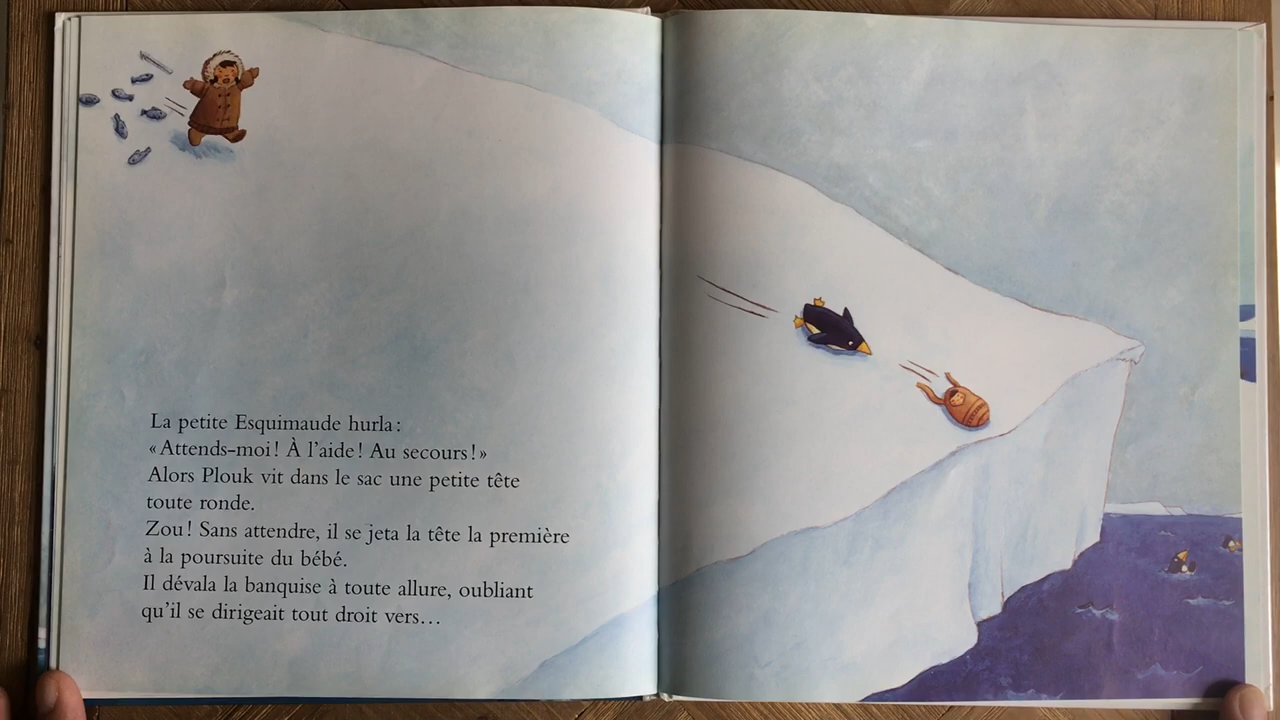 La petite Esquimaude hurla :
« Attends-moi ! À l'aide ! Au secours ! »
Alors Plouk vit dans le sac une petite tête
toute ronde.
Zou ! Sans attendre, il se jeta la tête la première
à la poursuite du bébé.
Il dévala la banquise à toute allure, oubliant
qu'il se dirigeait tout droit vers…